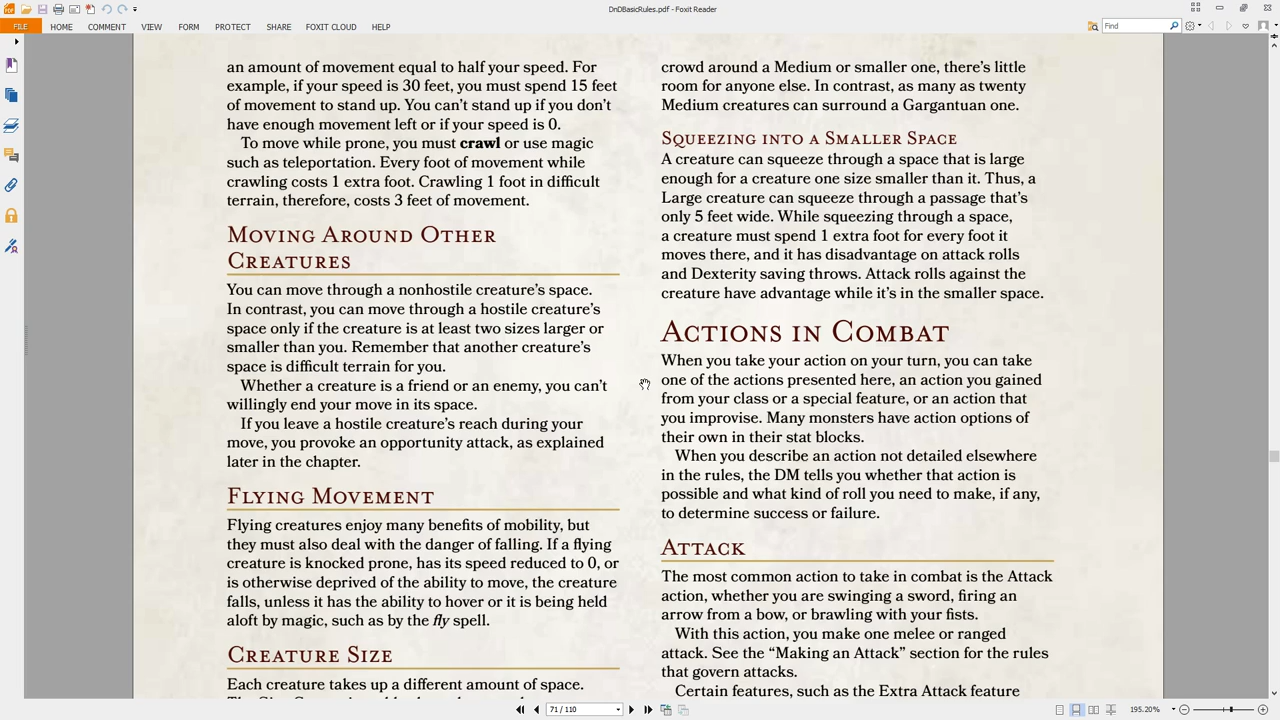 DnDBasicRules.pdf - Foxit Reader
FILE HOME COMMENT VIEW FORM PROTECT SHARE FOXIT CLOUD HELP
Find
an amount of movement equal to half your speed. For
example, if your speed is 30 feet, you must spend 15 feet
of movement to stand up. You can't stand up if you don't
have enough movement left or if your speed is 0.
To move while prone, you must crawl or use magic
such as teleportation. Every foot of movement while
crawling costs 1 extra foot. Crawling 1 foot in difficult
terrain, therefore, costs 3 feet of movement.
Moving Around Other
Creatures
You can move through a nonhostile creature's space.
In contrast, you can move through a hostile creature's
space only if the creature is at least two sizes larger or
smaller than you. Remember that another creature's
space is difficult terrain for you.
Whether a creature is a friend or an enemy, you can't
willingly end your move in its space.
If you leave a hostile creature's reach during your
move, you provoke an opportunity attack, as explained
later in the chapter.
Flying Movement
Flying creatures enjoy many benefits of mobility, but
they must also deal with the danger of falling. If a flying
creature is knocked prone, has its speed reduced to 0, or
is otherwise deprived of the ability to move, the creature
falls, unless it has the ability to hover or it is being held
aloft by magic, such as by the fly spell.
Creature Size
Each creature takes up a different amount of space.
crowd around a Medium or smaller one, there's little
room for anyone else. In contrast, as many as twenty
Medium creatures can surround a Gargantuan one.
Squeezing into a Smaller Space
A creature can squeeze through a space that is large
enough for a creature one size smaller than it. Thus, a
Large creature can squeeze through a passage that's
only 5 feet wide. While squeezing through a space,
a creature must spend 1 extra foot for every foot it
moves there, and it has disadvantage on attack rolls
and Dexterity saving throws. Attack rolls against the
creature have advantage while it's in the smaller space.
Actions in Combat
When you take your action on your turn, you can take
one of the actions presented here, an action you gained
from your class or a special feature, or an action that
you improvise. Many monsters have action options of
their own in their stat blocks.
When you describe an action not detailed elsewhere
in the rules, the DM tells you whether that action is
possible and what kind of roll you need to make, if any,
to determine success or failure.
Attack
The most common action to take in combat is the Attack
action, whether you are swinging a sword, firing an
arrow from a bow, or brawling with your fists.
With this action, you make one melee or ranged
attack. See the “Making an Attack” section for the rules
that govern attacks.
Certain features, such as the Extra Attack feature
71 / 110
195.20%